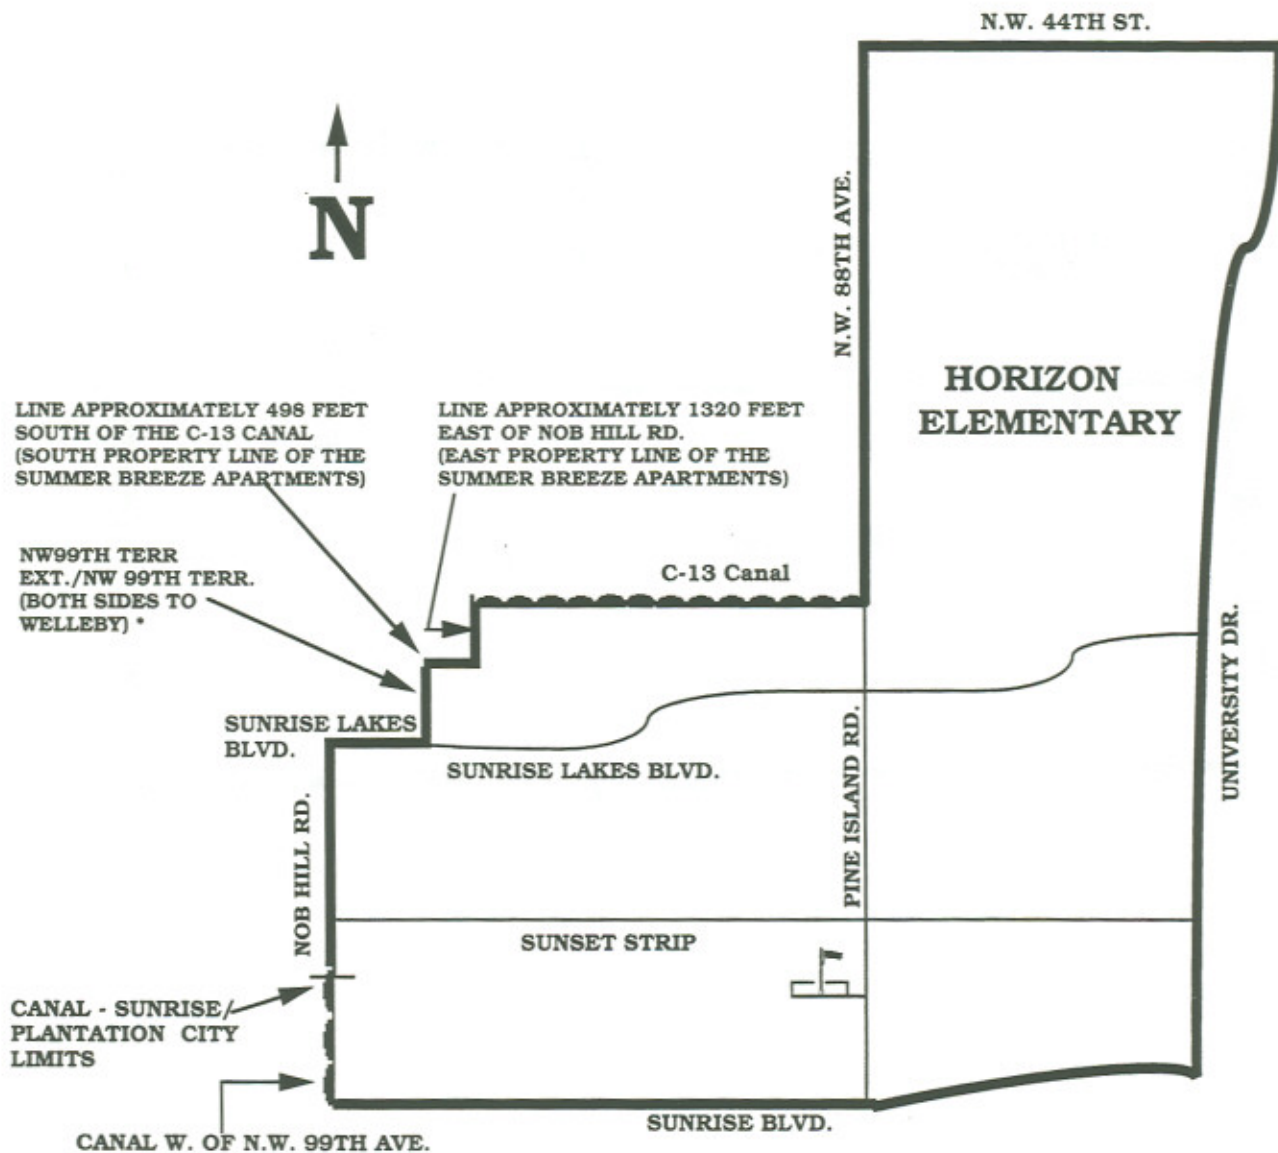 N.W. 44TH ST.
N
N.W. 88TH AVE.
HORIZON
ELEMENTARY
LINE APPROXIMATELY 498 FEET
SOUTH OF THE C-13 CANAL
(SOUTH PROPERTY LINE OF THE
SUMMER BREEZE APARTMENTS)
LINE APPROXIMATELY 1320 FEET
EAST OF NOB HILL RD.
(EAST PROPERTY LINE OF THE
SUMMER BREEZE APARTMENTS)
NW99TH TERR
EXT./NW 99TH TERR.
(BOTH SIDES TO
WELLEBY) *
C-13 Canal
UNIVERSITY DR.
SUNRISE LAKES
BLVD.
SUNRISE LAKES BLVD.
PINE ISLAND RD.
NOB HILL RD.
SUNSET STRIP
CANAL - SUNRISE/
PLANTATION CITY
LIMITS
SUNRISE BLVD.
CANAL W. OF N.W. 99TH AVE.